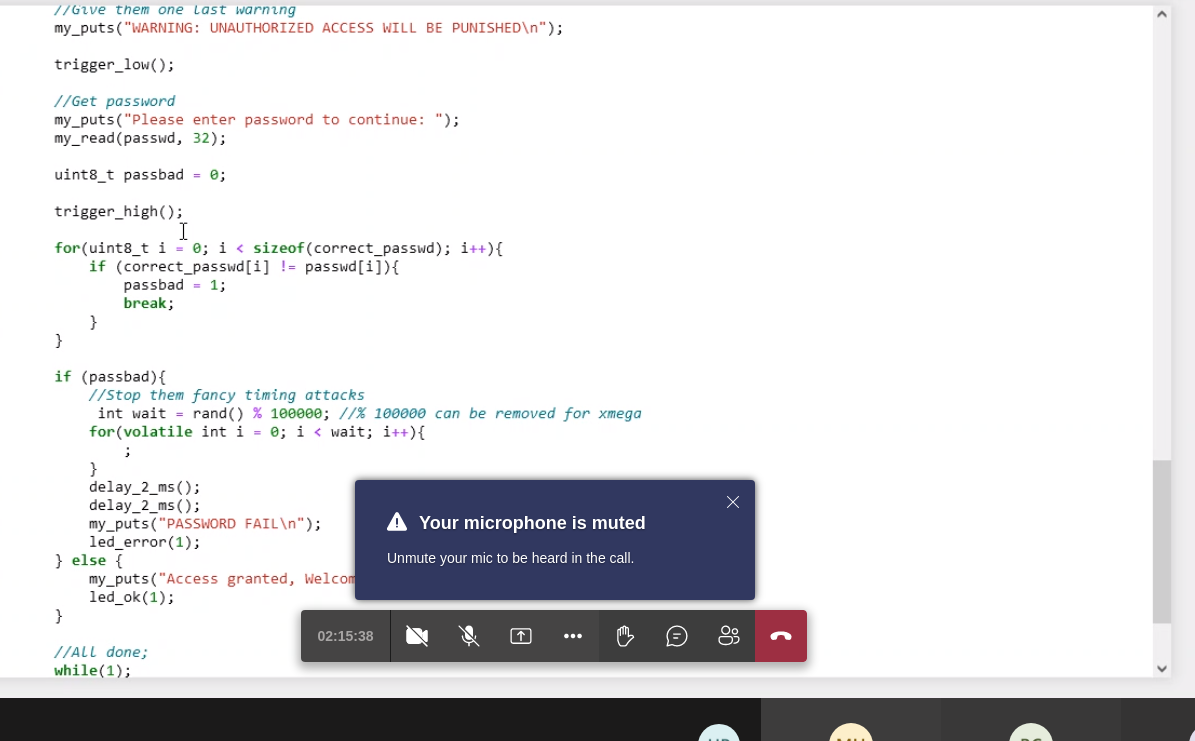 //Give them one last warning
my_puts("WARNING: UNAUTHORIZED ACCESS WILL BE PUNISHED\n");
trigger_low();
//Get password
my_puts("Please enter password to continue: ");
my_read(passwd, 32);
uint8_t passbad = 0;
trigger_high();
for(uint8_t i = 0; i < sizeof(correct_passwd); i++){
if (correct_passwd[i] != passwd[i]){
passbad = 1;
break;
}
}
if (passbad){
//Stop them fancy timing attacks
int wait = rand() % 100000; //% 100000 can be removed for xmega
for(volatile int i = 0; i < wait; i++){
;
}
delay_2_ms();
delay_2_ms();
my_puts("PASSWORD FAIL\n");
led_error(1);
} else {
my_puts("Access granted, Welcom
led_ok(1);
}
//All done;
while(1);
Your microphone is muted
Unmute your mic to be heard in the call.
02:15:38